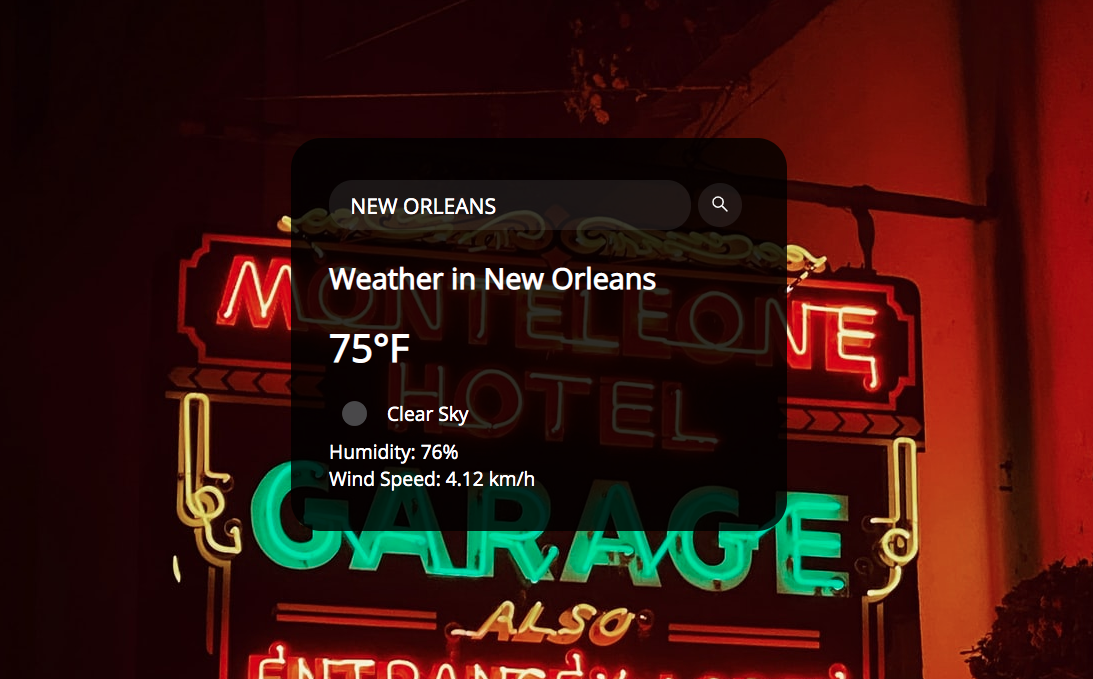 NEW ORLEANS
Weather in New Orleans
75°F
Clear Sky
Humidity: 76%
Wind Speed: 4.12 km/h
MONTELEONE
HOTEL
GARAGE
ALSO